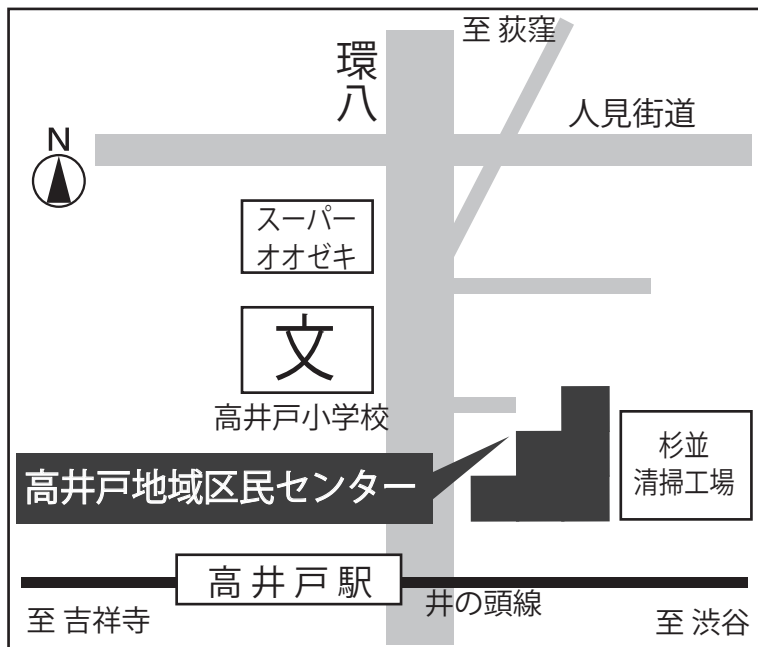 至 荻窪
環八
人見街道
N
スーパー
オオゼキ
文
高井戸小学校
杉並
清掃工場
高井戸地域区民センター
高井戸駅
井の頭線
至 吉祥寺
至 渋谷